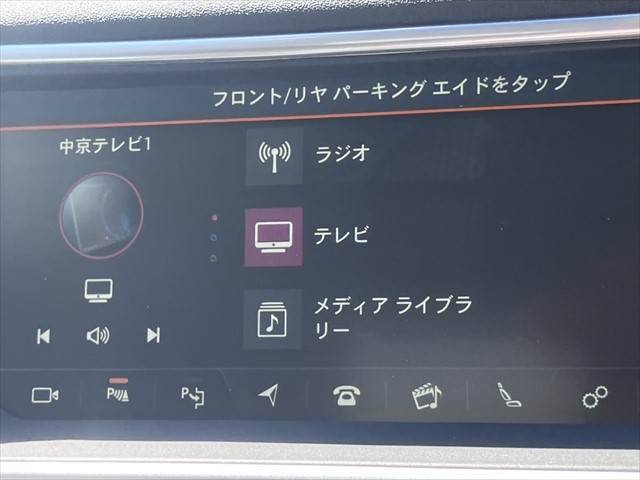 フロント/リヤ パーキング エイドをタップ
中京テレビ1
ラジオ
テレビ
メディア ライブラ
リー
P
P